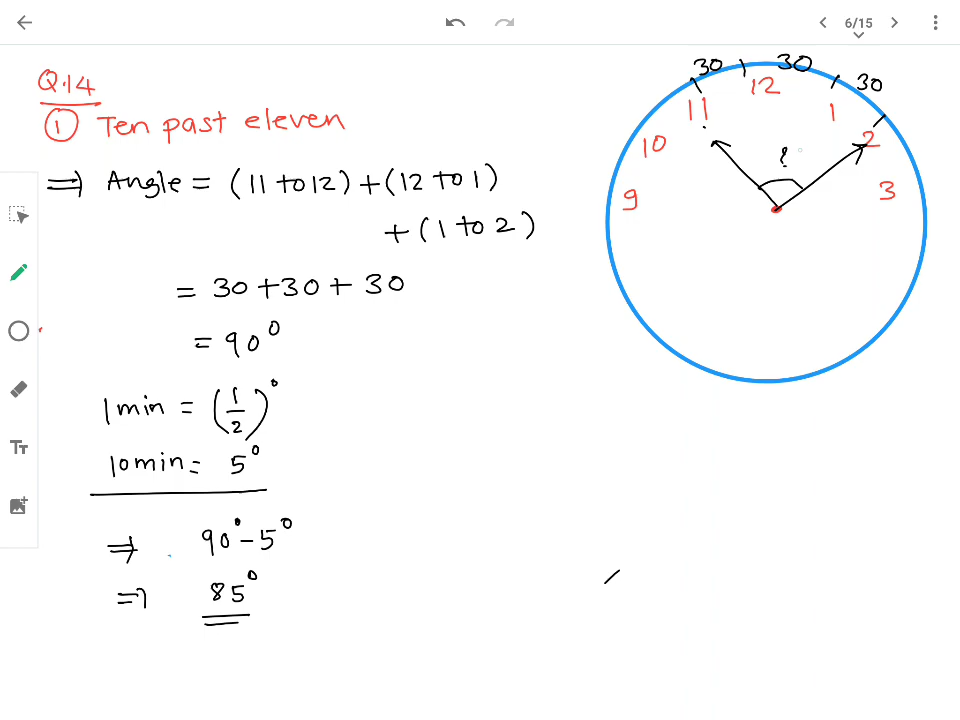 6/15
Q.14
① Ten past eleven
⇒ Angle = (11 to 12) + (12 to 1)
+ (1 to 2)
= 30 + 30 + 30
= 90°
1 min = (1/2)°
10 min = 5°
⇒ 90° - 5°
⇒ 85°
30 30 30
12
11 1
10 2
?
9 3
TT